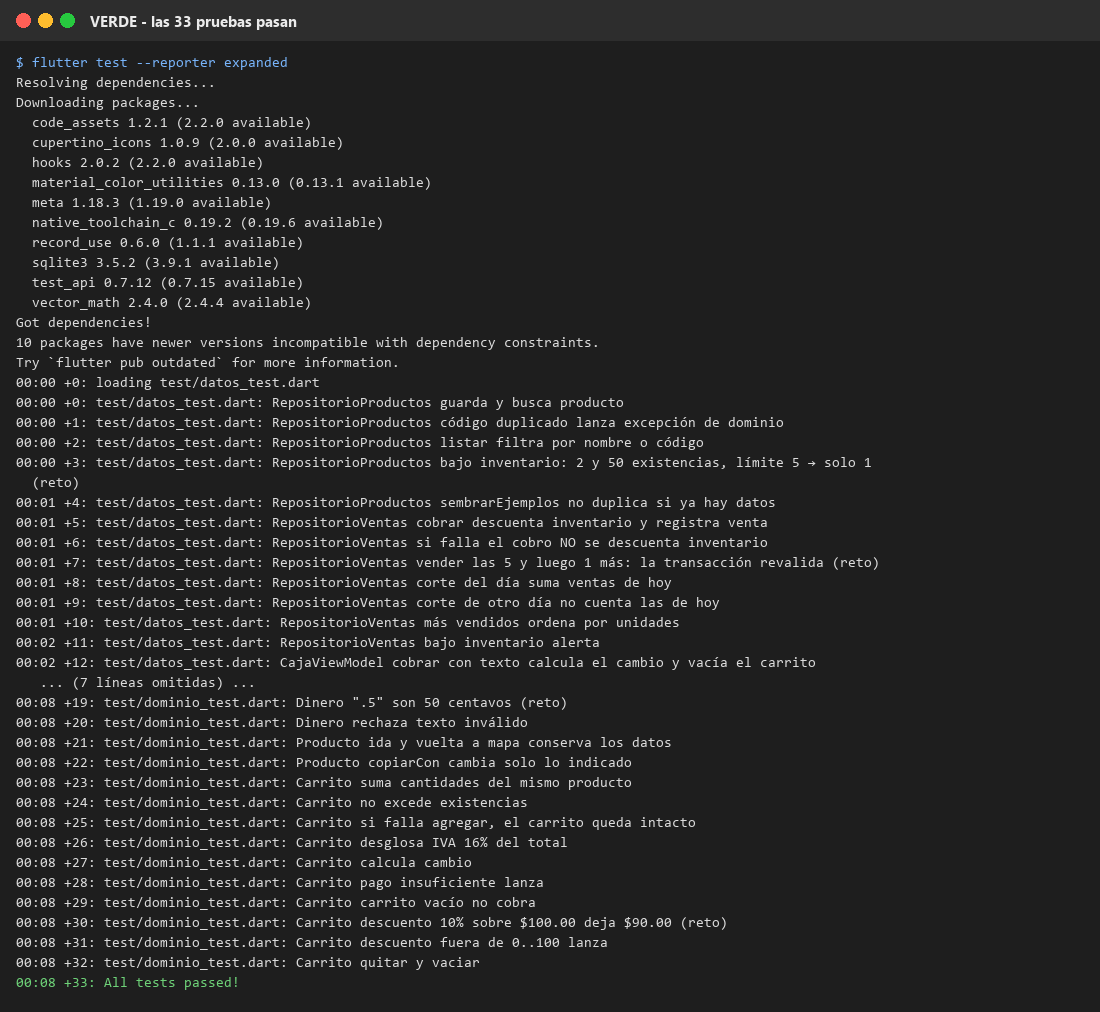 VERDE - las 33 pruebas pasan
$ flutter test --reporter expanded
Resolving dependencies...
Downloading packages...
  code_assets 1.2.1 (2.2.0 available)
  cupertino_icons 1.0.9 (2.0.0 available)
  hooks 2.0.2 (2.2.0 available)
  material_color_utilities 0.13.0 (0.13.1 available)
  meta 1.18.3 (1.19.0 available)
  native_toolchain_c 0.19.2 (0.19.6 available)
  record_use 0.6.0 (1.1.1 available)
  sqlite3 3.5.2 (3.9.1 available)
  test_api 0.7.12 (0.7.15 available)
  vector_math 2.4.0 (2.4.4 available)
Got dependencies!
10 packages have newer versions incompatible with dependency constraints.
Try `flutter pub outdated` for more information.
00:00 +0: loading test/datos_test.dart
00:00 +0: test/datos_test.dart: RepositorioProductos guarda y busca producto
00:00 +1: test/datos_test.dart: RepositorioProductos código duplicado lanza excepción de dominio
00:00 +2: test/datos_test.dart: RepositorioProductos listar filtra por nombre o código
00:00 +3: test/datos_test.dart: RepositorioProductos bajo inventario: 2 y 50 existencias, límite 5 → solo 1
  (reto)
00:01 +4: test/datos_test.dart: RepositorioProductos sembrarEjemplos no duplica si ya hay datos
00:01 +5: test/datos_test.dart: RepositorioVentas cobrar descuenta inventario y registra venta
00:01 +6: test/datos_test.dart: RepositorioVentas si falla el cobro NO se descuenta inventario
00:01 +7: test/datos_test.dart: RepositorioVentas vender las 5 y luego 1 más: la transacción revalida (reto)
00:01 +8: test/datos_test.dart: RepositorioVentas corte del día suma ventas de hoy
00:01 +9: test/datos_test.dart: RepositorioVentas corte de otro día no cuenta las de hoy
00:01 +10: test/datos_test.dart: RepositorioVentas más vendidos ordena por unidades
00:02 +11: test/datos_test.dart: RepositorioVentas bajo inventario alerta
00:02 +12: test/datos_test.dart: CajaViewModel cobrar con texto calcula el cambio y vacía el carrito
   ... (7 líneas omitidas) ...
00:08 +19: test/dominio_test.dart: Dinero ".5" son 50 centavos (reto)
00:08 +20: test/dominio_test.dart: Dinero rechaza texto inválido
00:08 +21: test/dominio_test.dart: Producto ida y vuelta a mapa conserva los datos
00:08 +22: test/dominio_test.dart: Producto copiarCon cambia solo lo indicado
00:08 +23: test/dominio_test.dart: Carrito suma cantidades del mismo producto
00:08 +24: test/dominio_test.dart: Carrito no excede existencias
00:08 +25: test/dominio_test.dart: Carrito si falla agregar, el carrito queda intacto
00:08 +26: test/dominio_test.dart: Carrito desglosa IVA 16% del total
00:08 +27: test/dominio_test.dart: Carrito calcula cambio
00:08 +28: test/dominio_test.dart: Carrito pago insuficiente lanza
00:08 +29: test/dominio_test.dart: Carrito carrito vacío no cobra
00:08 +30: test/dominio_test.dart: Carrito descuento 10% sobre $100.00 deja $90.00 (reto)
00:08 +31: test/dominio_test.dart: Carrito descuento fuera de 0..100 lanza
00:08 +32: test/dominio_test.dart: Carrito quitar y vaciar
00:08 +33: All tests passed!